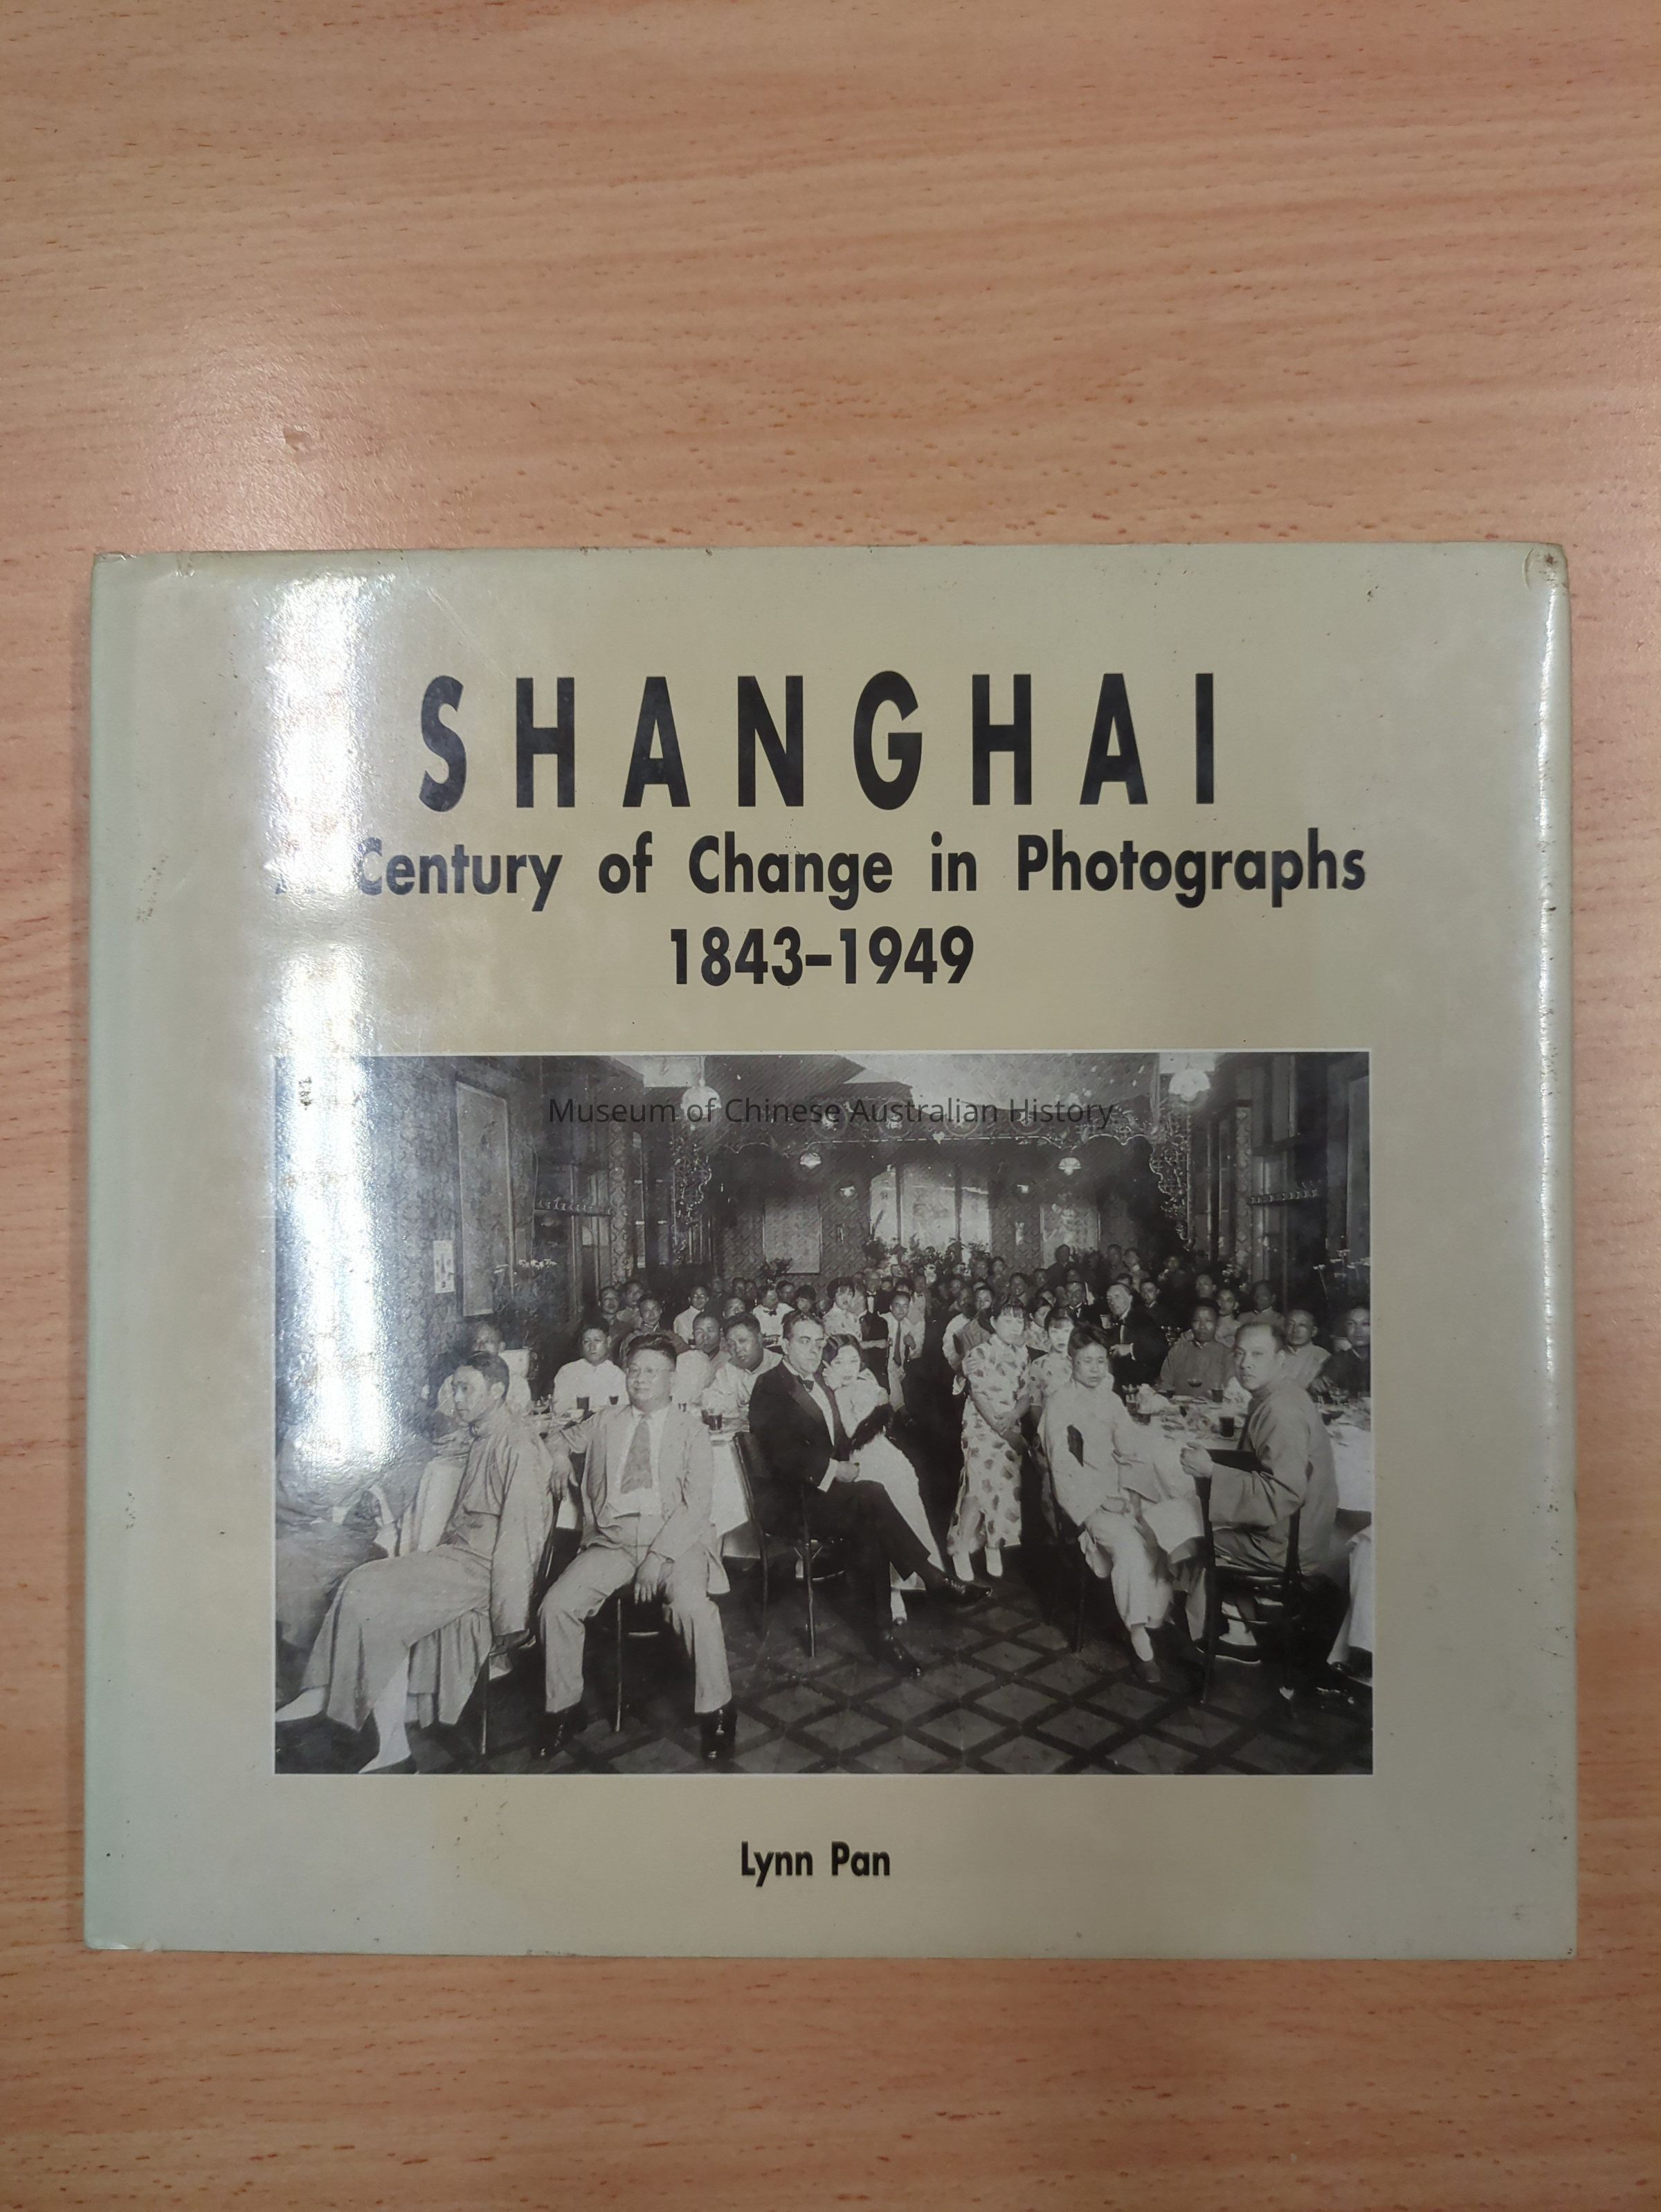 SHANGHAI
A Century of Change in Photographs
1843–1949
Museum of Chinese Australian History
Lynn Pan